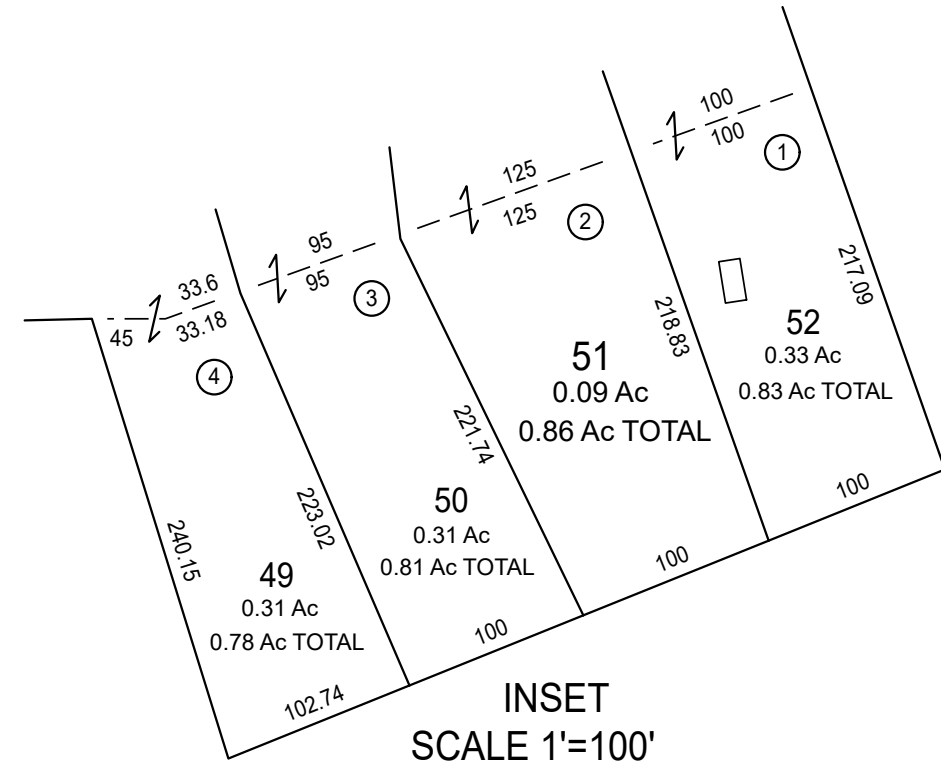 100
100
1
125
125
2
95
95
3
33.6
45
33.18
4
217.09
218.83
52
0.33 Ac
0.83 Ac TOTAL
51
0.09 Ac
0.86 Ac TOTAL
221.74
50
0.31 Ac
0.81 Ac TOTAL
223.02
240.15
49
0.31 Ac
0.78 Ac TOTAL
100
100
100
102.74
INSET
SCALE 1'=100'